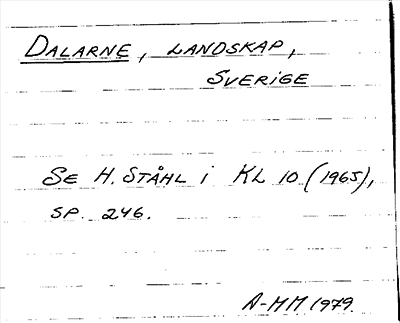 DALARNE, LANDSKAP,
SVERIGE
SE H. STÅHL i KL 10 (1965),
SP. 246.
A-MM 1979.